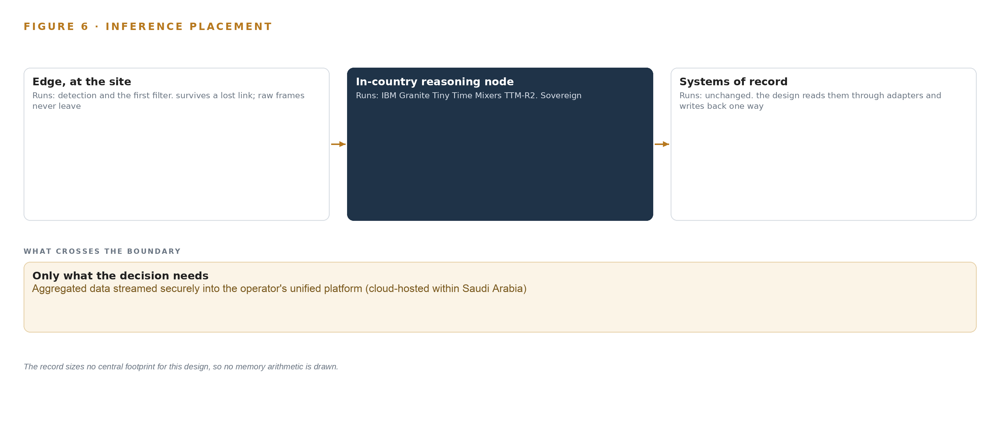 FIGURE 6 · INFERENCE PLACEMENT
Edge, at the site
Runs: detection and the first filter. survives a lost link; raw frames
never leave
In-country reasoning node
Runs: IBM Granite Tiny Time Mixers TTM-R2. Sovereign
Systems of record
Runs: unchanged. the design reads them through adapters and
writes back one way
WHAT CROSSES THE BOUNDARY
Only what the decision needs
Aggregated data streamed securely into the operator's unified platform (cloud-hosted within Saudi Arabia)
The record sizes no central footprint for this design, so no memory arithmetic is drawn.